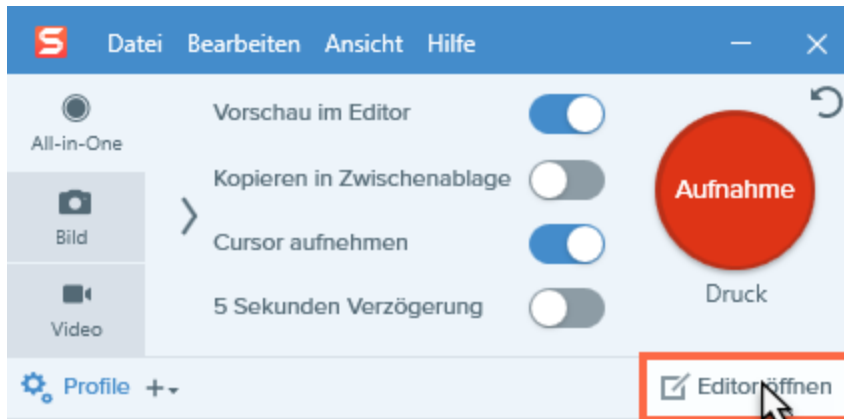 S Datei Bearbeiten Ansicht Hilfe
All-in-One
Bild
Video
Vorschau im Editor
Kopieren in Zwischenablage
Cursor aufnehmen
5 Sekunden Verzögerung
Aufnahme
Druck
Profile
Editor öffnen